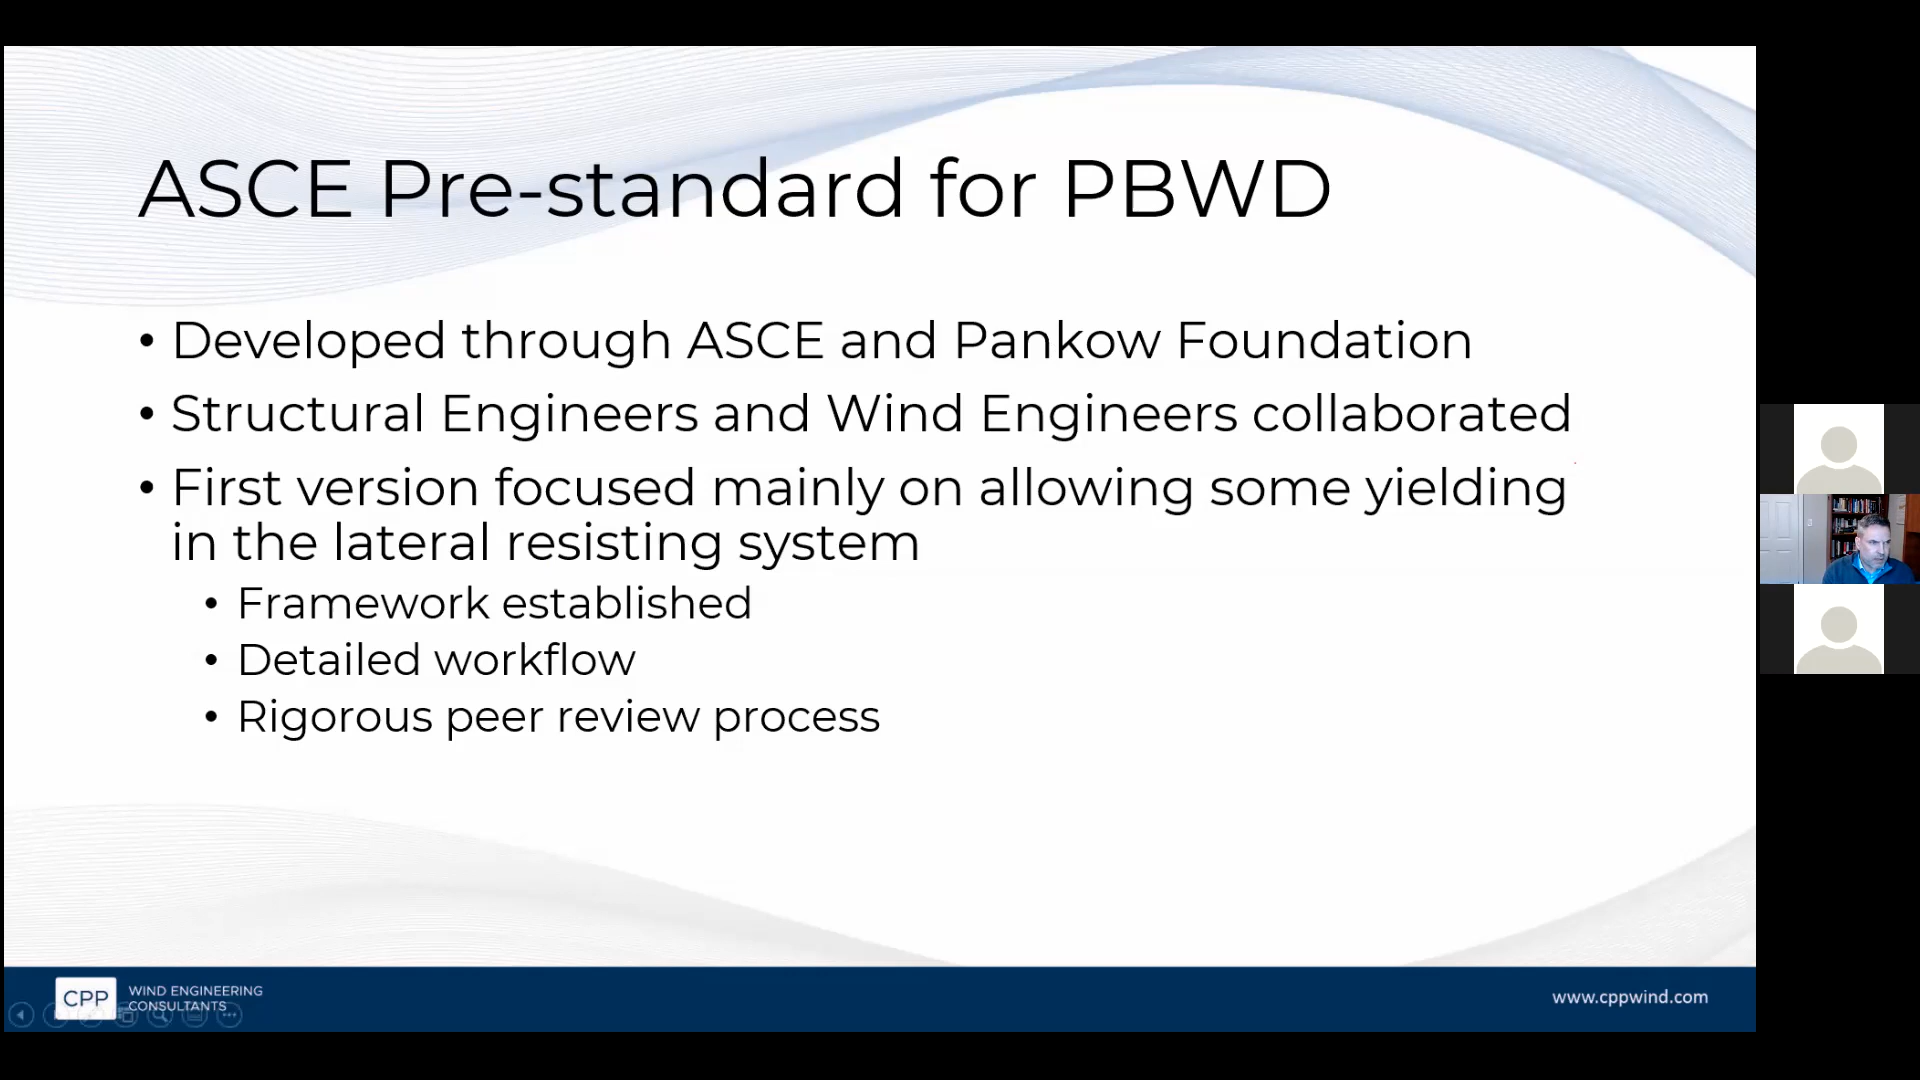 ASCE Pre-standard for PBWD
• Developed through ASCE and Pankow Foundation
• Structural Engineers and Wind Engineers collaborated
• First version focused mainly on allowing some yielding
in the lateral resisting system
• Framework established
• Detailed workflow
• Rigorous peer review process
CPP
WIND ENGINEERING
CONSULTANTS
www.cppwind.com